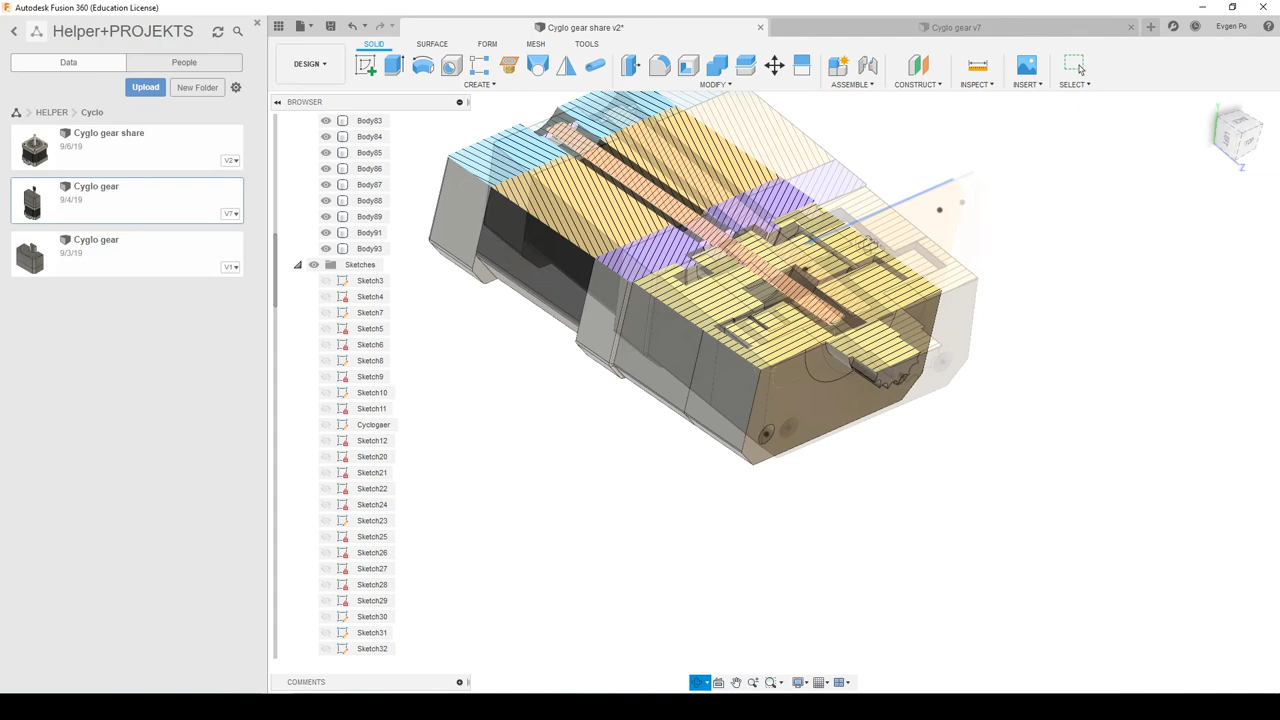 Autodesk Fusion 360 (Education License)
Helper+PROJEKTS
Data People
Upload New Folder
HELPER > Cyclo
Cyglo gear share
9/6/19
V2
Cyglo gear
9/4/19
V7
Cyglo gear
9/3/19
V1
Cyglo gear share v2*
Cyglo gear v7
Evgen Po
DESIGN
SOLID SURFACE FORM MESH TOOLS
CREATE MODIFY ASSEMBLE CONSTRUCT INSPECT INSERT SELECT
BROWSER
Body83
Body84
Body85
Body86
Body87
Body88
Body89
Body91
Body93
Sketches
Sketch3
Sketch4
Sketch7
Sketch5
Sketch6
Sketch8
Sketch9
Sketch10
Sketch11
Cyclogaer
Sketch12
Sketch20
Sketch21
Sketch22
Sketch24
Sketch23
Sketch25
Sketch26
Sketch27
Sketch28
Sketch29
Sketch30
Sketch31
Sketch32
COMMENTS
Z